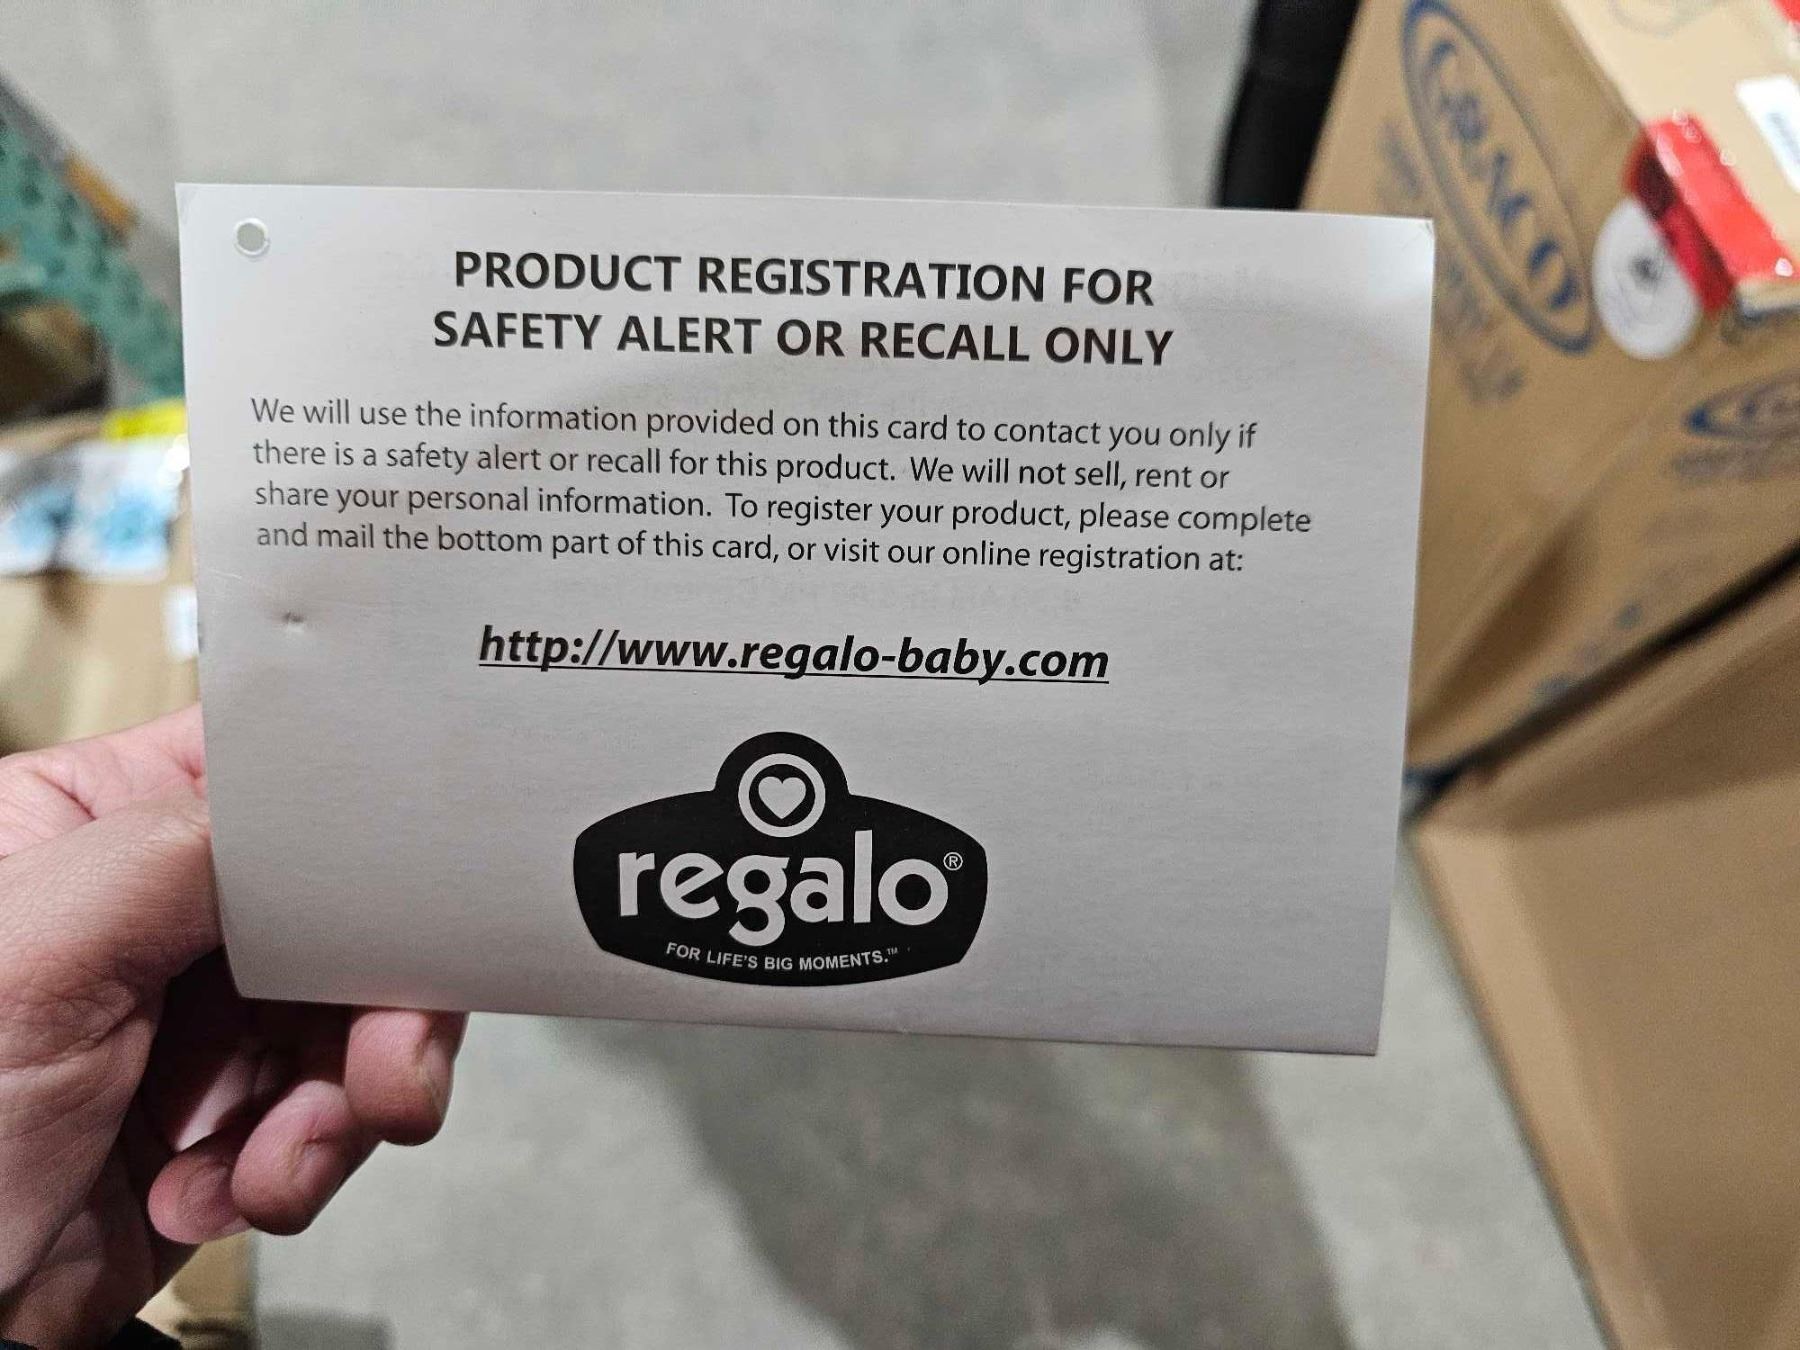 PRODUCT REGISTRATION FOR
SAFETY ALERT OR RECALL ONLY
We will use the information provided on this card to contact you only if
there is a safety alert or recall for this product. We will not sell, rent or
share your personal information. To register your product, please complete
and mail the bottom part of this card, or visit our online registration at:
http://www.regalo-baby.com
regalo®
FOR LIFE'S BIG MOMENTS.™
GRACO